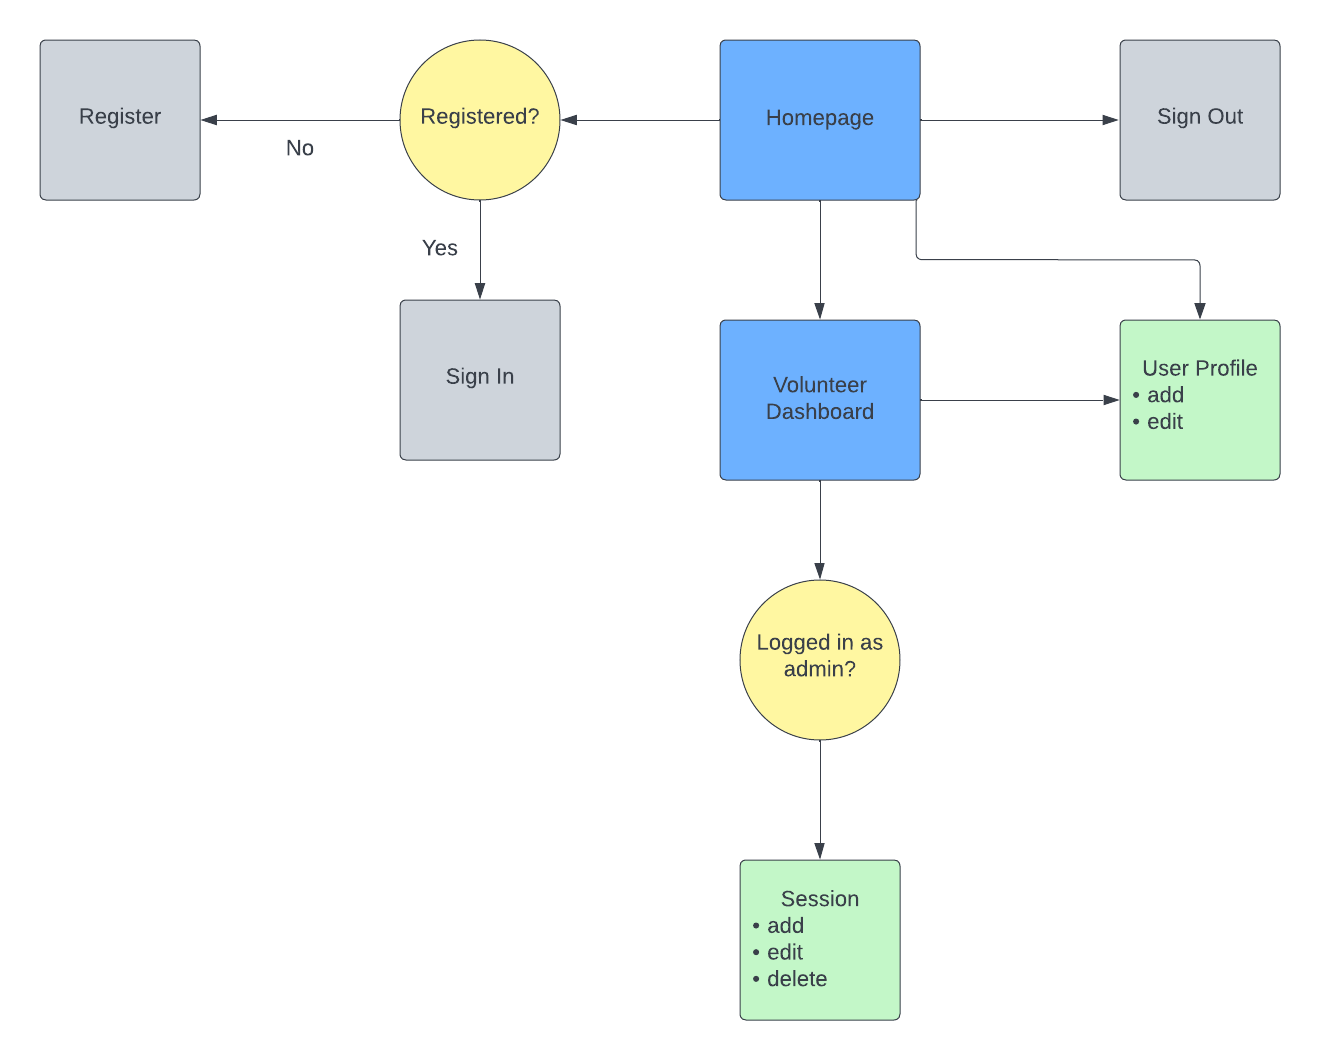 Register
Registered?
Homepage
Sign Out
No
Yes
Sign In
Volunteer
Dashboard
User Profile
• add
• edit
Logged in as
admin?
Session
• add
• edit
• delete